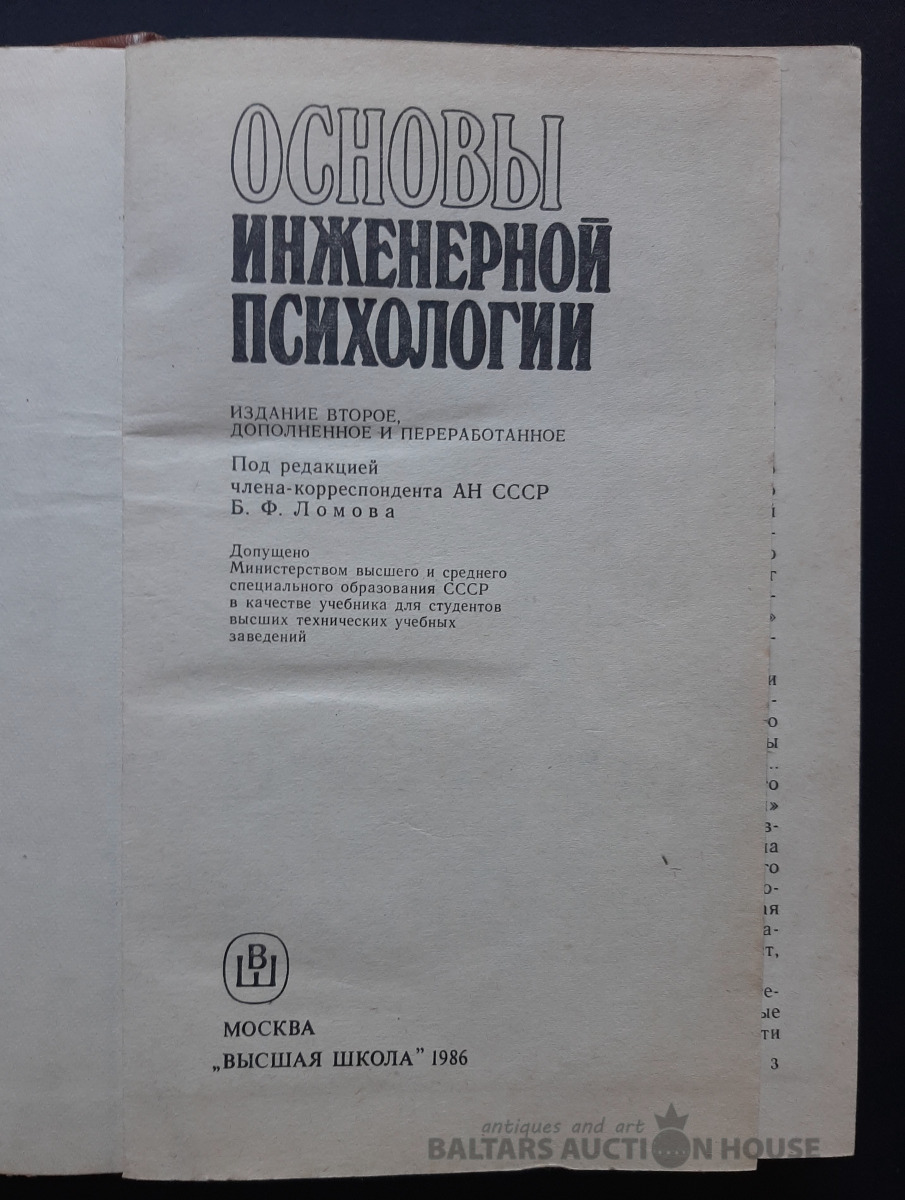 ОСНОВЫ
ИНЖЕНЕРНОЙ
ПСИХОЛОГИИ
ИЗДАНИЕ ВТОРОЕ,
ДОПОЛНЕННОЕ И ПЕРЕРАБОТАННОЕ
Под редакцией
члена-корреспондента АН СССР
Б. Ф. Ломова
Допущено
Министерством высшего и среднего
специального образования СССР
в качестве учебника для студентов
высших технических учебных
заведений
ВШ
МОСКВА
„ВЫСШАЯ ШКОЛА” 1986
3
antiques and art
BALTARS AUCTION HOUSE